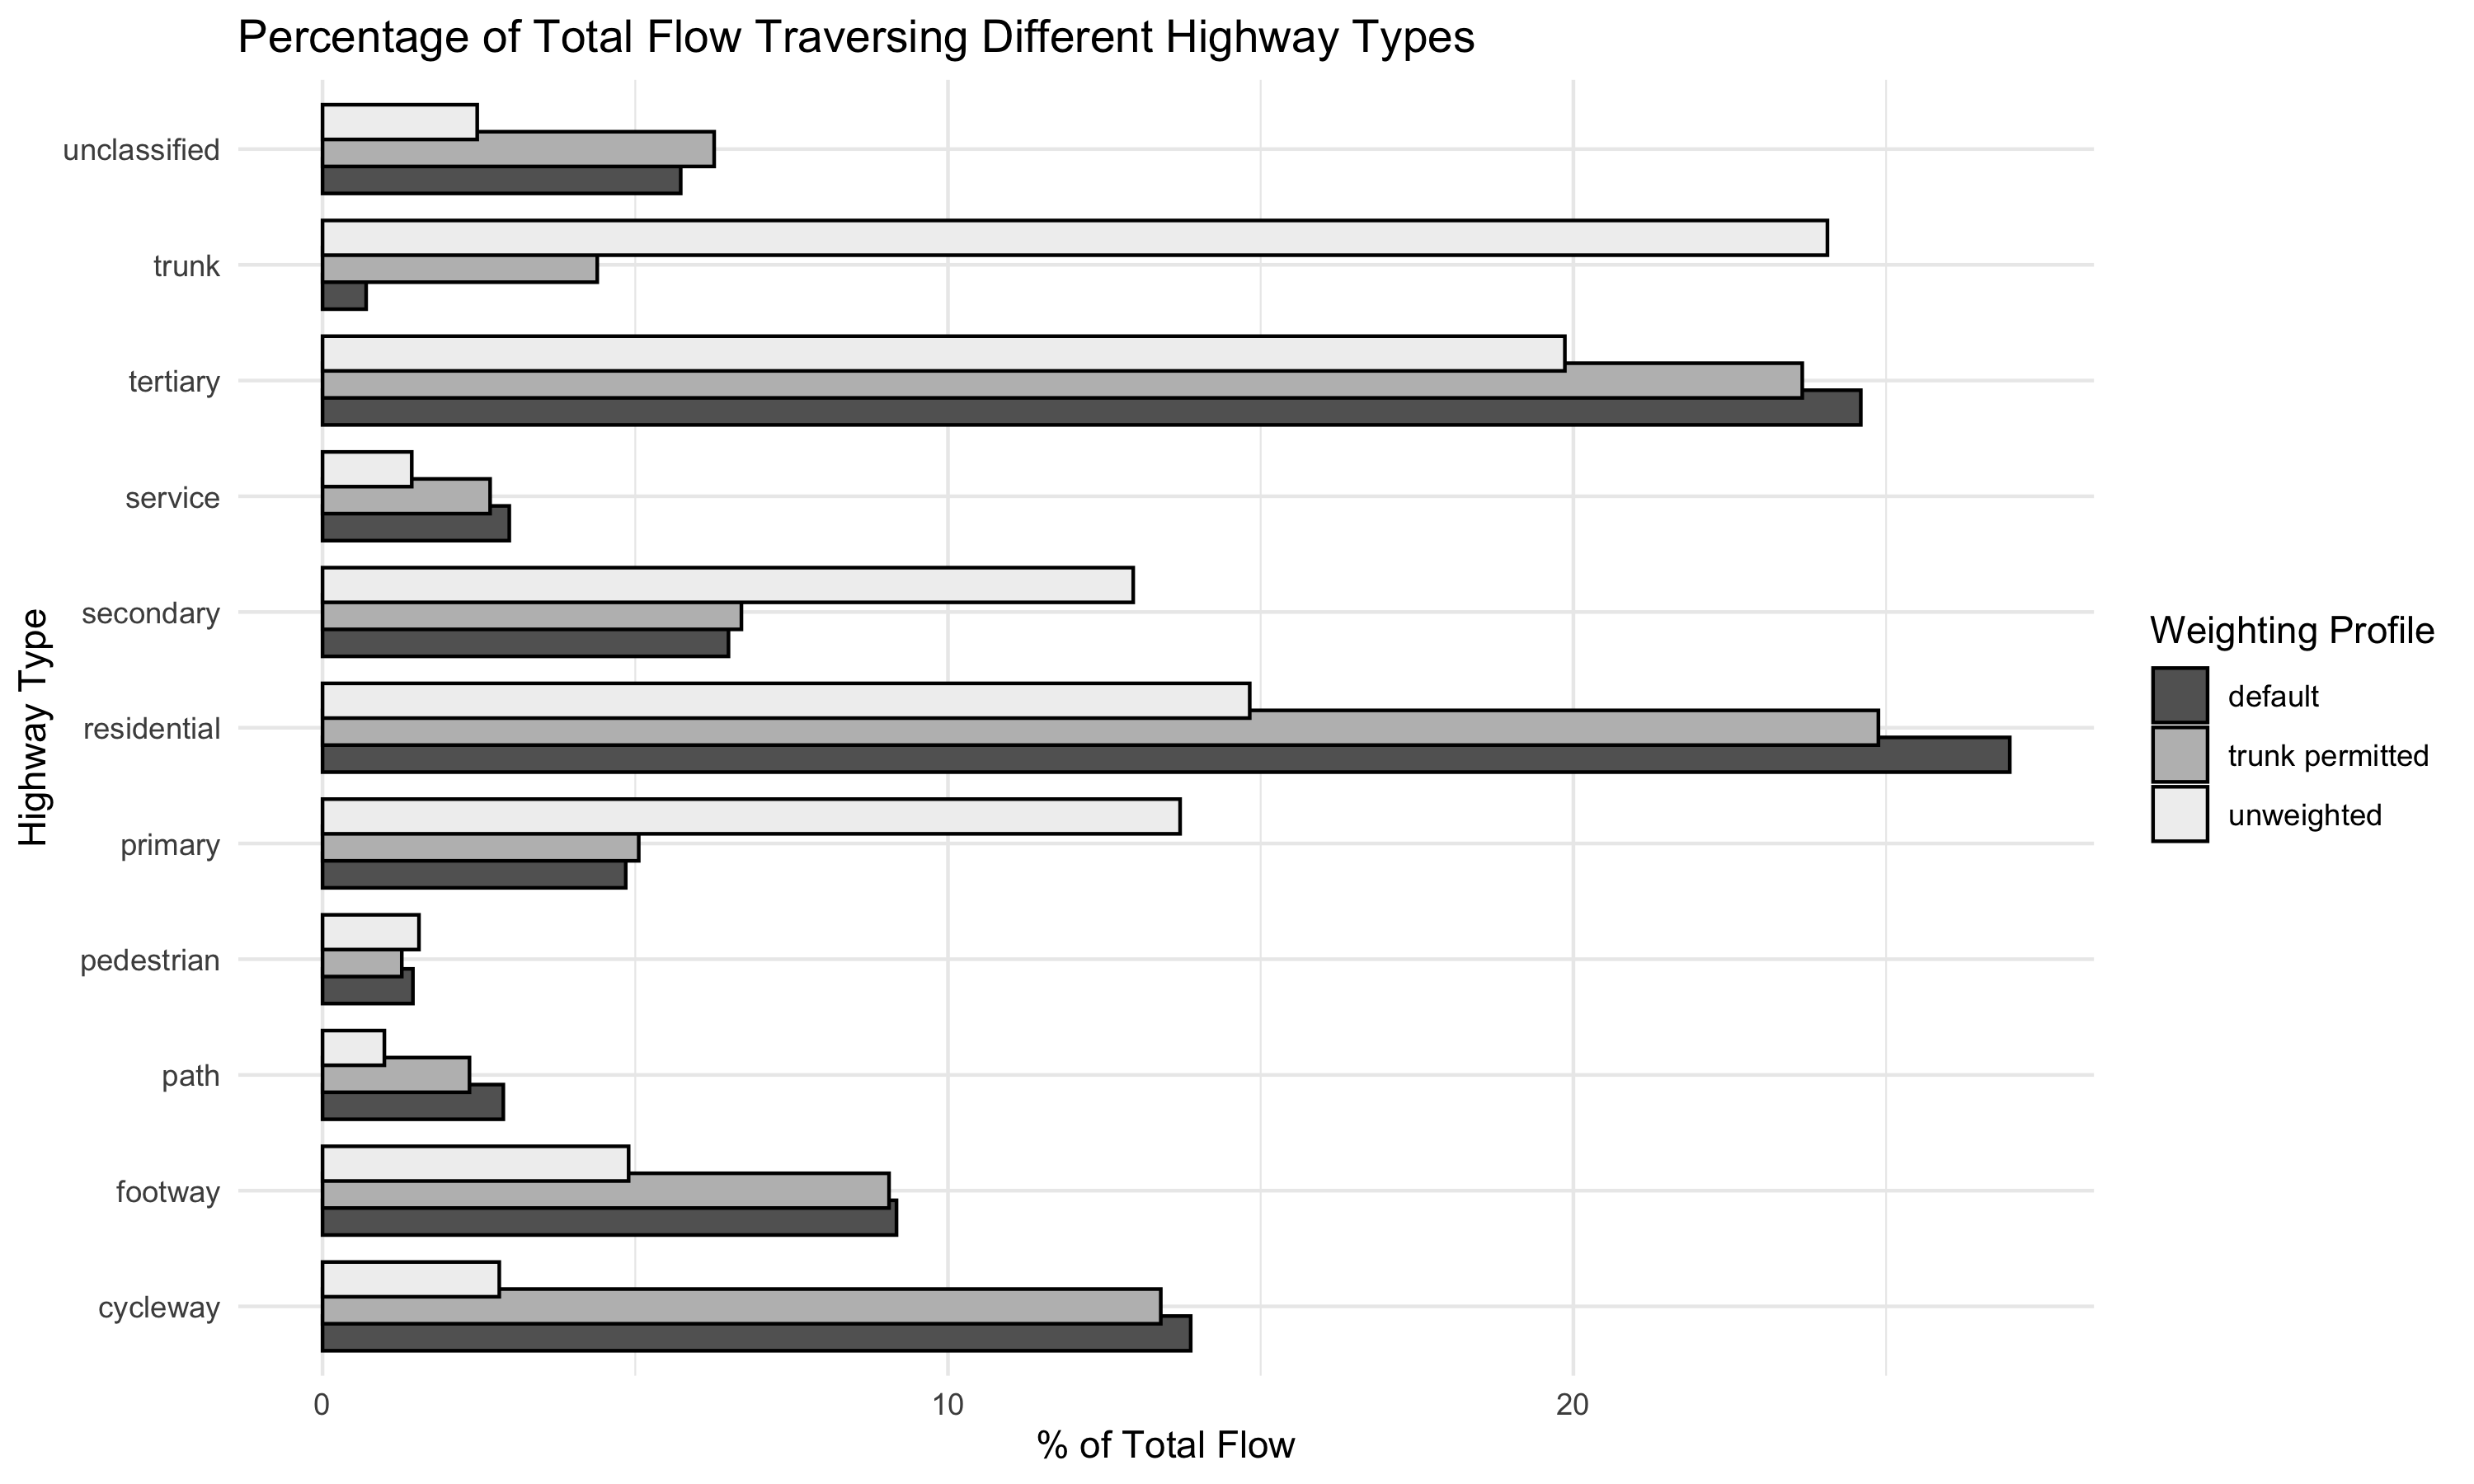 Percentage of Total Flow Traversing Different Highway Types
unclassified
trunk
tertiary
service
secondary
residential
primary
pedestrian
path
footway
cycleway
Highway Type
0 10 20
% of Total Flow
Weighting Profile
default
trunk permitted
unweighted